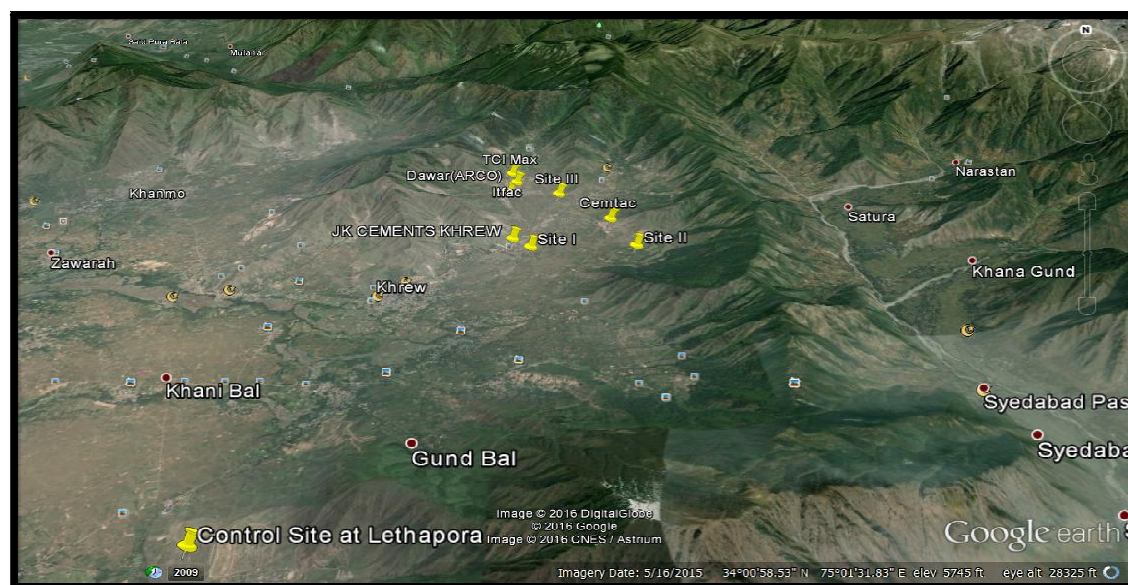 N
Mulanar
TCI Max
Dawar(ARCO)
Site III
Itfac
Narastan
Khanmo
Cemtac
Satura
JK CEMENTS KHREW
Site I
Site II
Zawarah
Khana Gund
Khrew
Khani Bal
Syedabad Pas
Gund Bal
Syedaba
Image © 2016 DigitalGlobe
© 2016 Google
Image © 2016 CNES / Astrium
Control Site at Lethapora
Google earth
2009
Imagery Date: 5/16/2015 34°00'58.53" N 75°01'31.83" E elev 5745 ft eye alt 28325 ft